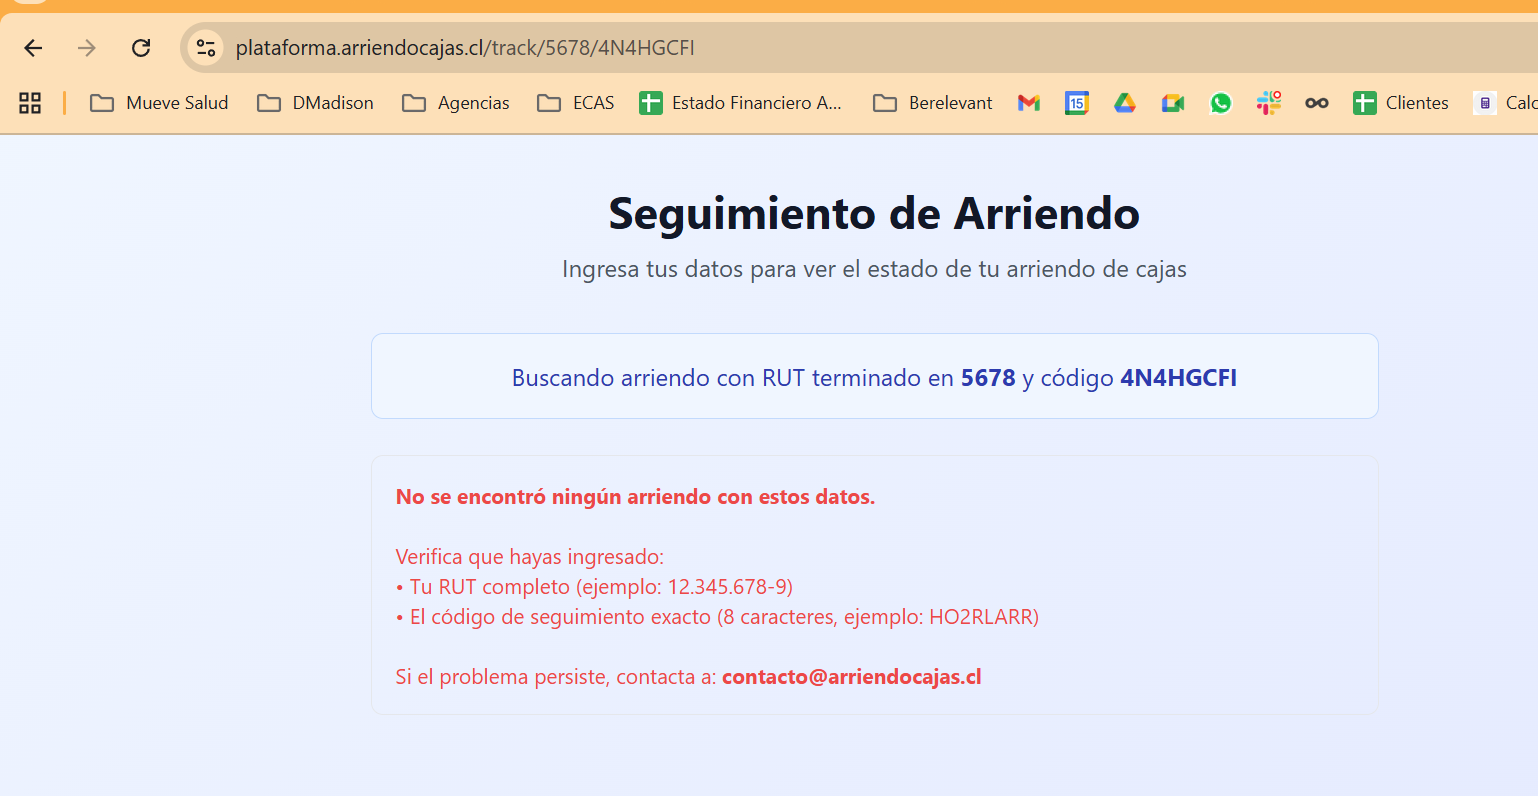 plataforma.arriendocajas.cl/track/5678/4N4HGCFI
Mueve Salud DMadison Agencias ECAS Estado Financiero A... Berelevant 15 Clientes Calc
Seguimiento de Arriendo
Ingresa tus datos para ver el estado de tu arriendo de cajas
Buscando arriendo con RUT terminado en 5678 y código 4N4HGCFI
No se encontró ningún arriendo con estos datos.
Verifica que hayas ingresado:
• Tu RUT completo (ejemplo: 12.345.678-9)
• El código de seguimiento exacto (8 caracteres, ejemplo: HO2RLARR)
Si el problema persiste, contacta a: contacto@arriendocajas.cl